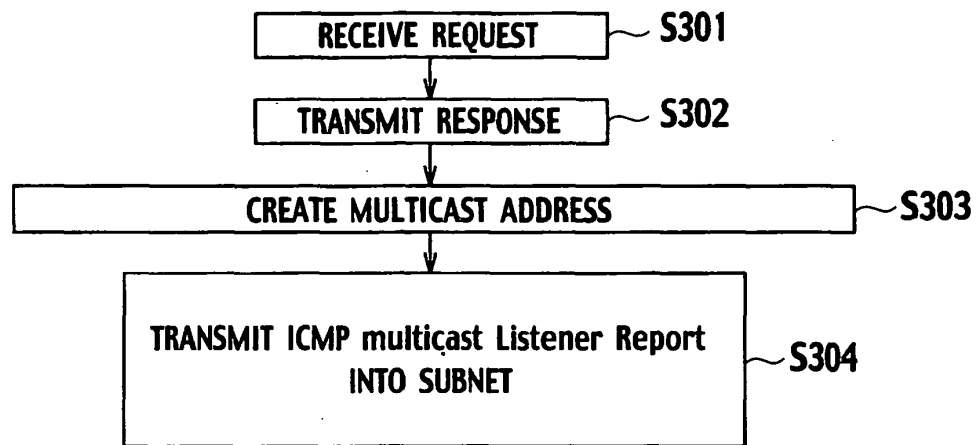 RECEIVE REQUEST S301
TRANSMIT RESPONSE S302
CREATE MULTICAST ADDRESS S303
TRANSMIT ICMP multicast Listener Report
INTO SUBNET
S304